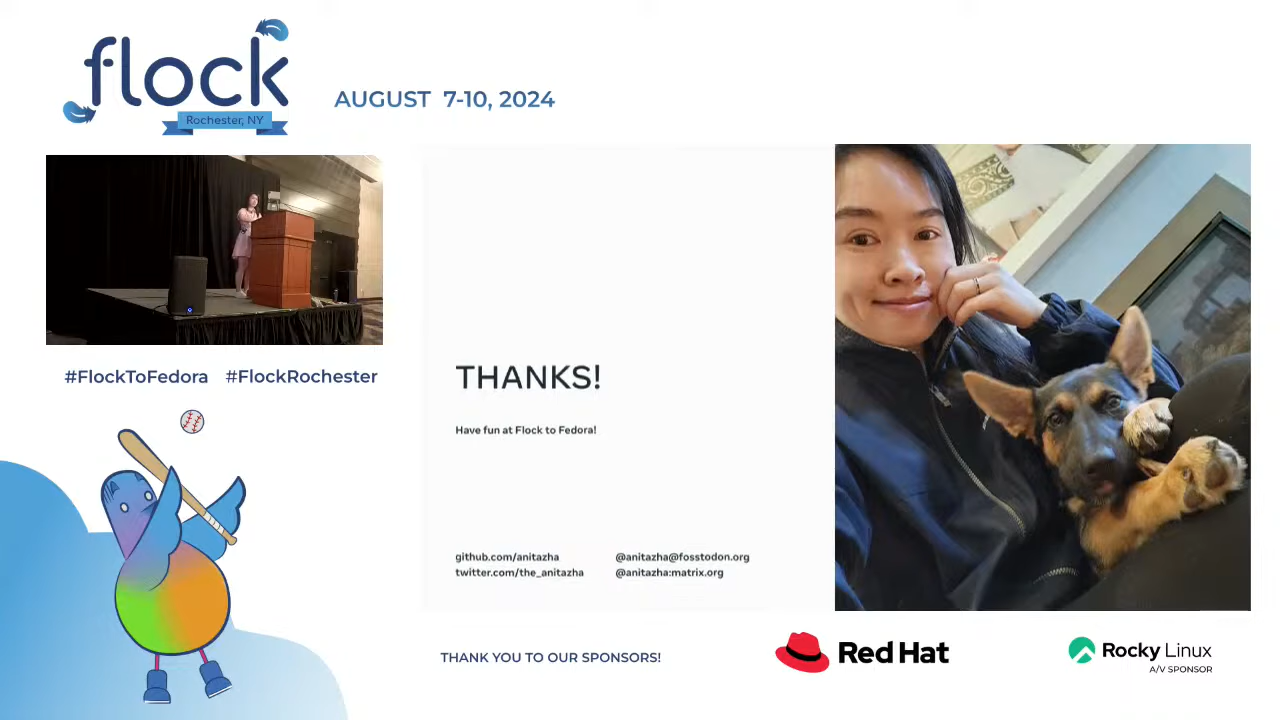 flock
Rochester, NY
AUGUST 7-10, 2024
#FlockToFedora #FlockRochester
THANKS!
Have fun at Flock to Fedora!
github.com/anitazha
twitter.com/the_anitazha
@anitazha@fosstodon.org
@anitazha:matrix.org
THANK YOU TO OUR SPONSORS!
Red Hat
Rocky Linux
A/V SPONSOR